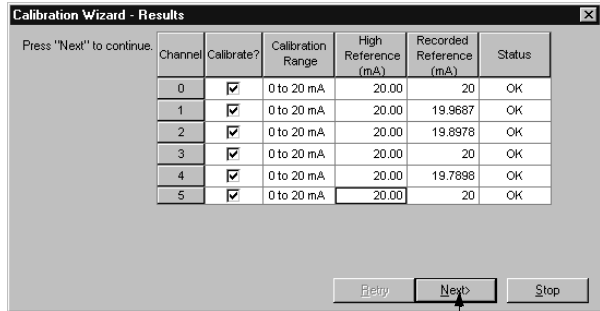 Calibration Wizard - Results
Press "Next" to continue.
Channel Calibrate? Calibration Range High Reference (mA) Recorded Reference (mA) Status
0 0 to 20 mA 20.00 20 OK
1 0 to 20 mA 20.00 19.9687 OK
2 0 to 20 mA 20.00 19.8978 OK
3 0 to 20 mA 20.00 20 OK
4 0 to 20 mA 20.00 19.7898 OK
5 0 to 20 mA 20.00 20 OK
Retry Next> Stop